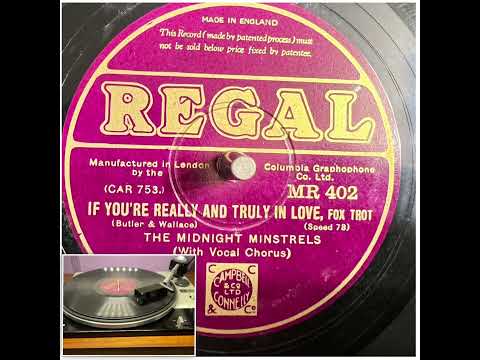 MADE IN ENGLAND
This Record (made by patented process) must
not be sold below price fixed by patentee.
REGAL
Manufactured in London
by the
Columbia Graphophone
Co. Ltd.
(CAR 753.)
MR 402
IF YOU'RE REALLY AND TRULY IN LOVE, FOX TROT
(Butler & Wallace)
(Speed 78)
THE MIDNIGHT MINSTRELS
(With Vocal Chorus)
C C
CAMPBELL
& CO
LTD
CONNELLY
& Co